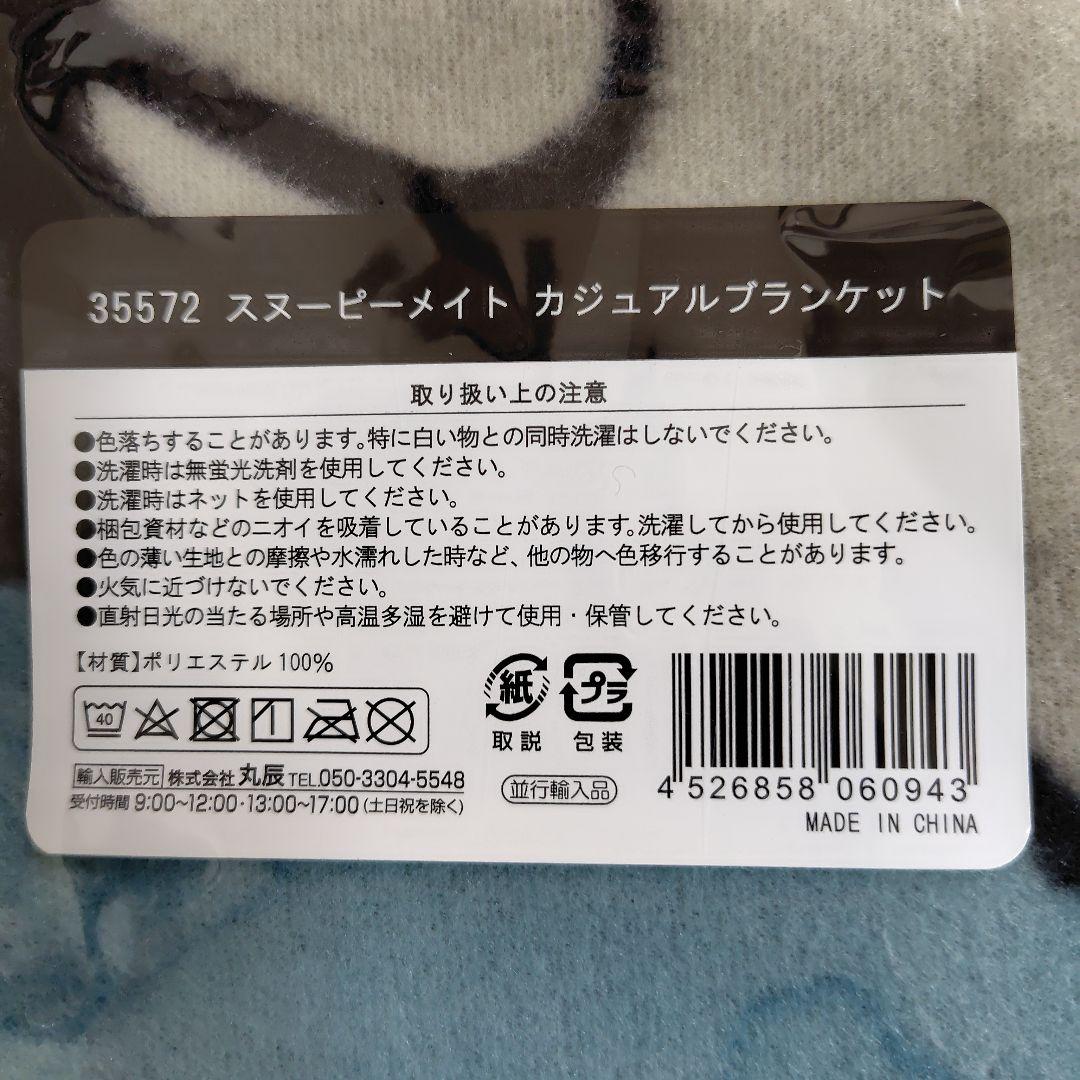 35572 スヌーピーメイト カジュアルブランケット
取り扱い上の注意
●色落ちすることがあります。特に白い物との同時洗濯はしないでください。
●洗濯時は無蛍光洗剤を使用してください。
●洗濯時はネットを使用してください。
●梱包資材などのニオイを吸着していることがあります。洗濯してから使用してください。
●色の薄い生地との摩擦や水濡れした時など、他の物へ色移行することがあります。
●火気に近づけないでください。
●直射日光の当たる場所や高温多湿を避けて使用・保管してください。
【材質】ポリエステル100%
40
紙
取説
プラ
包装
輸入販売元 株式会社 丸辰 TEL.050-3304-5548
受付時間 9:00~12:00・13:00~17:00(土日祝を除く)
並行輸入品
4 526858 060943
MADE IN CHINA